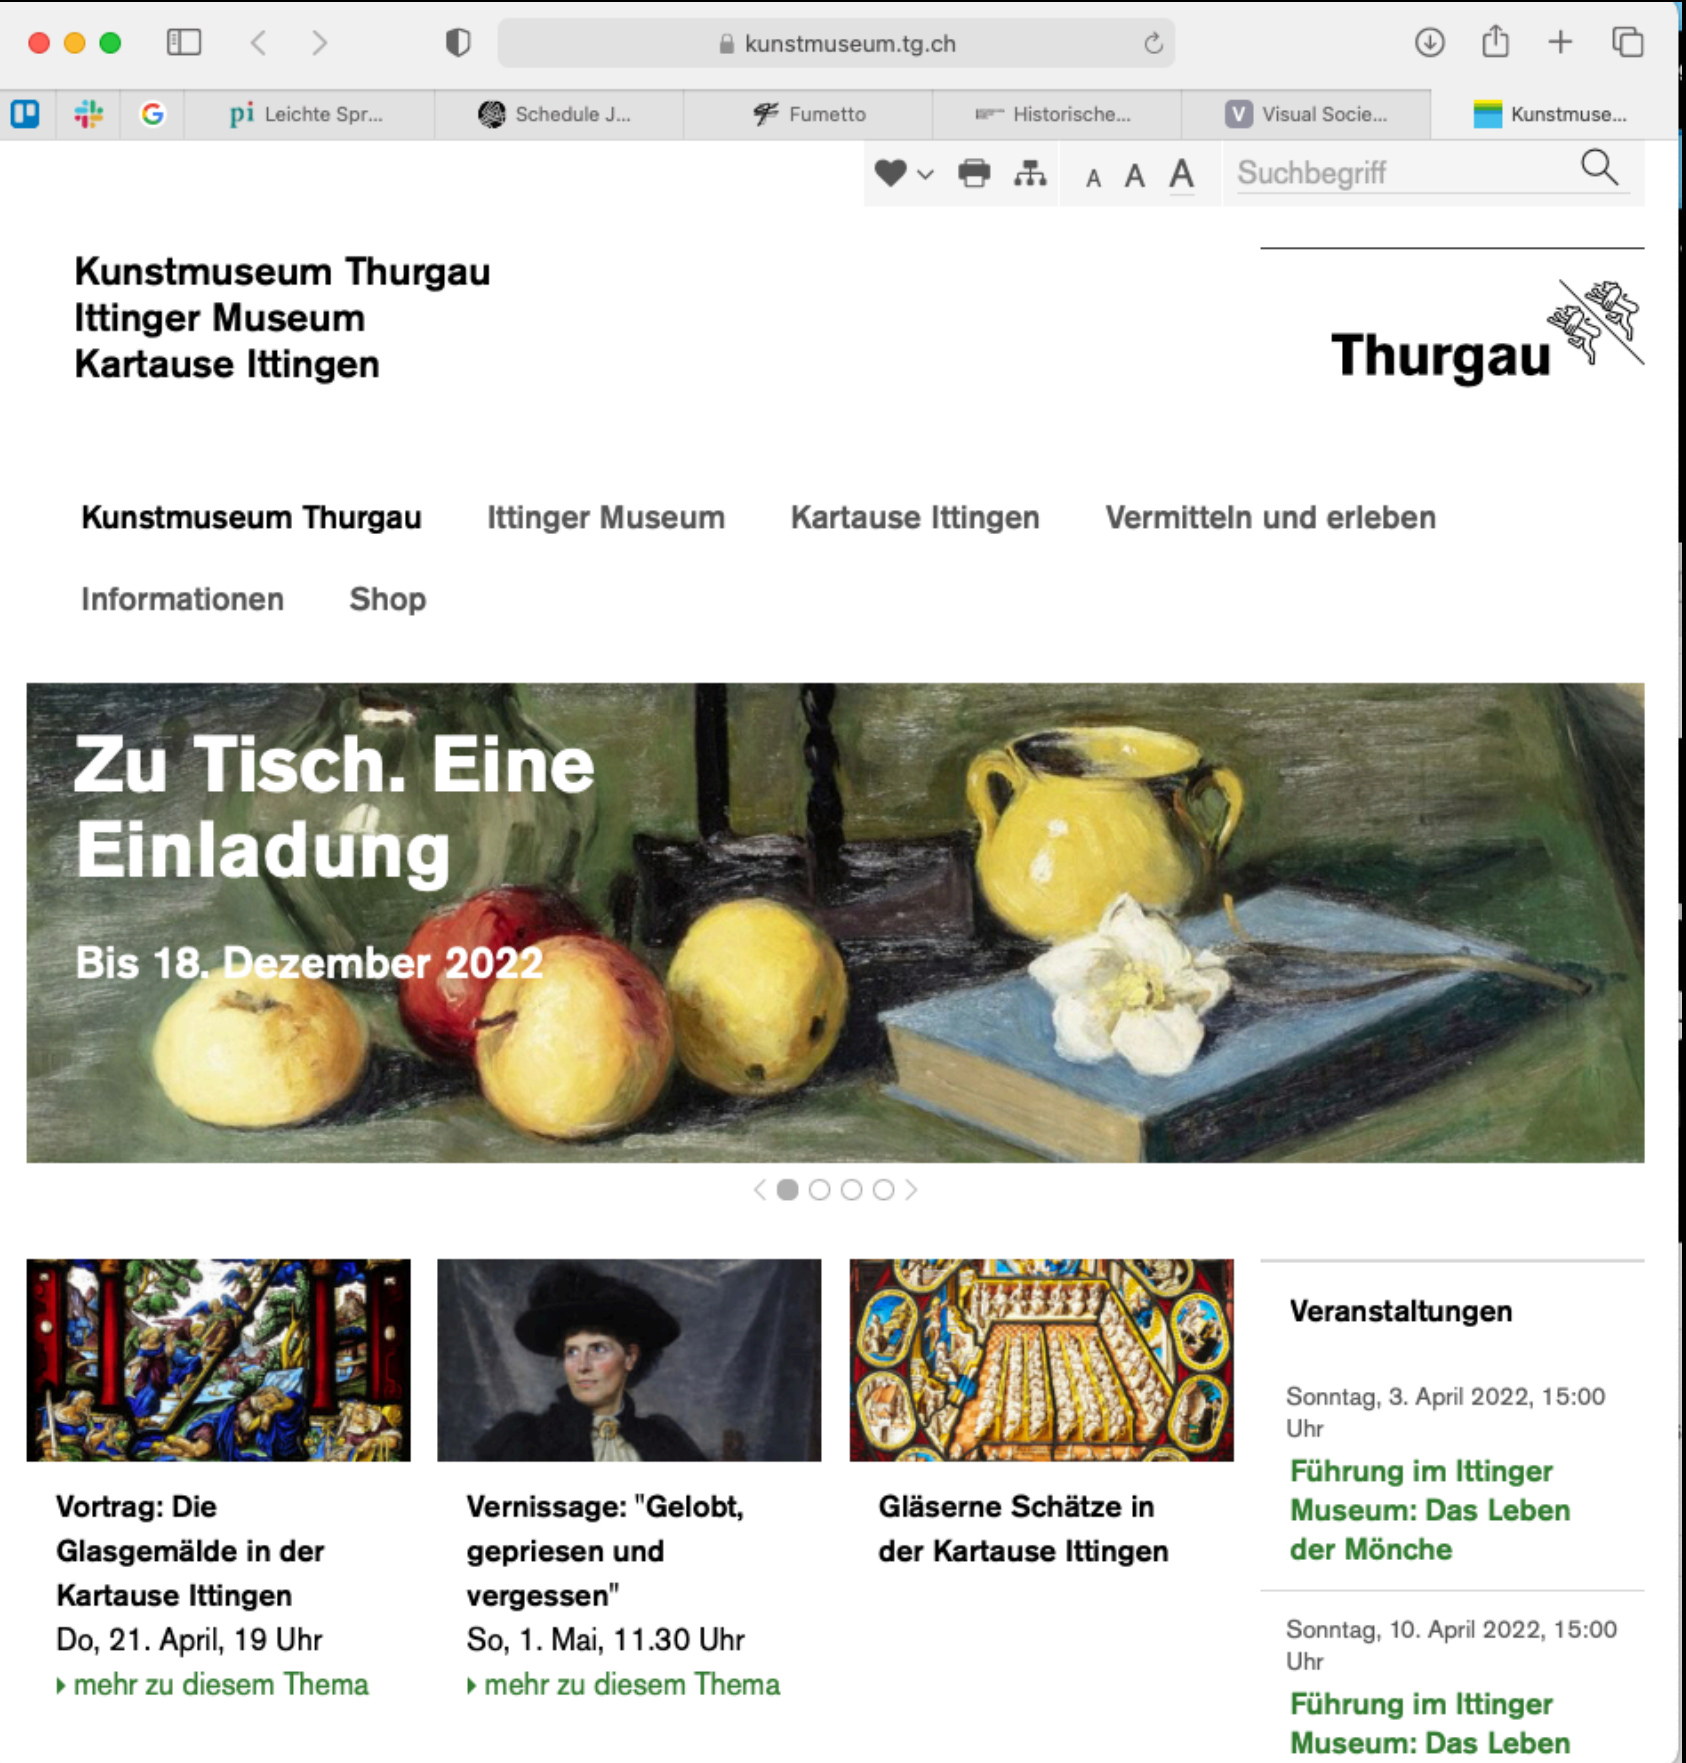 kunstmuseum.tg.ch
pi Leichte Spr...
Schedule J...
Fumetto
Historische...
V Visual Socie...
Kunstmuse...
A A A
Suchbegriff
Kunstmuseum Thurgau
Ittinger Museum
Kartause Ittingen
Thurgau
Kunstmuseum Thurgau
Ittinger Museum
Kartause Ittingen
Vermitteln und erleben
Informationen
Shop
Zu Tisch. Eine
Einladung
Bis 18. Dezember 2022
Vortrag: Die
Glasgemälde in der
Kartause Ittingen
Do, 21. April, 19 Uhr
mehr zu diesem Thema
Vernissage: "Gelobt,
gepriesen und
vergessen"
So, 1. Mai, 11.30 Uhr
mehr zu diesem Thema
Gläserne Schätze in
der Kartause Ittingen
Veranstaltungen
Sonntag, 3. April 2022, 15:00
Uhr
Führung im Ittinger
Museum: Das Leben
der Mönche
Sonntag, 10. April 2022, 15:00
Uhr
Führung im Ittinger
Museum: Das Leben